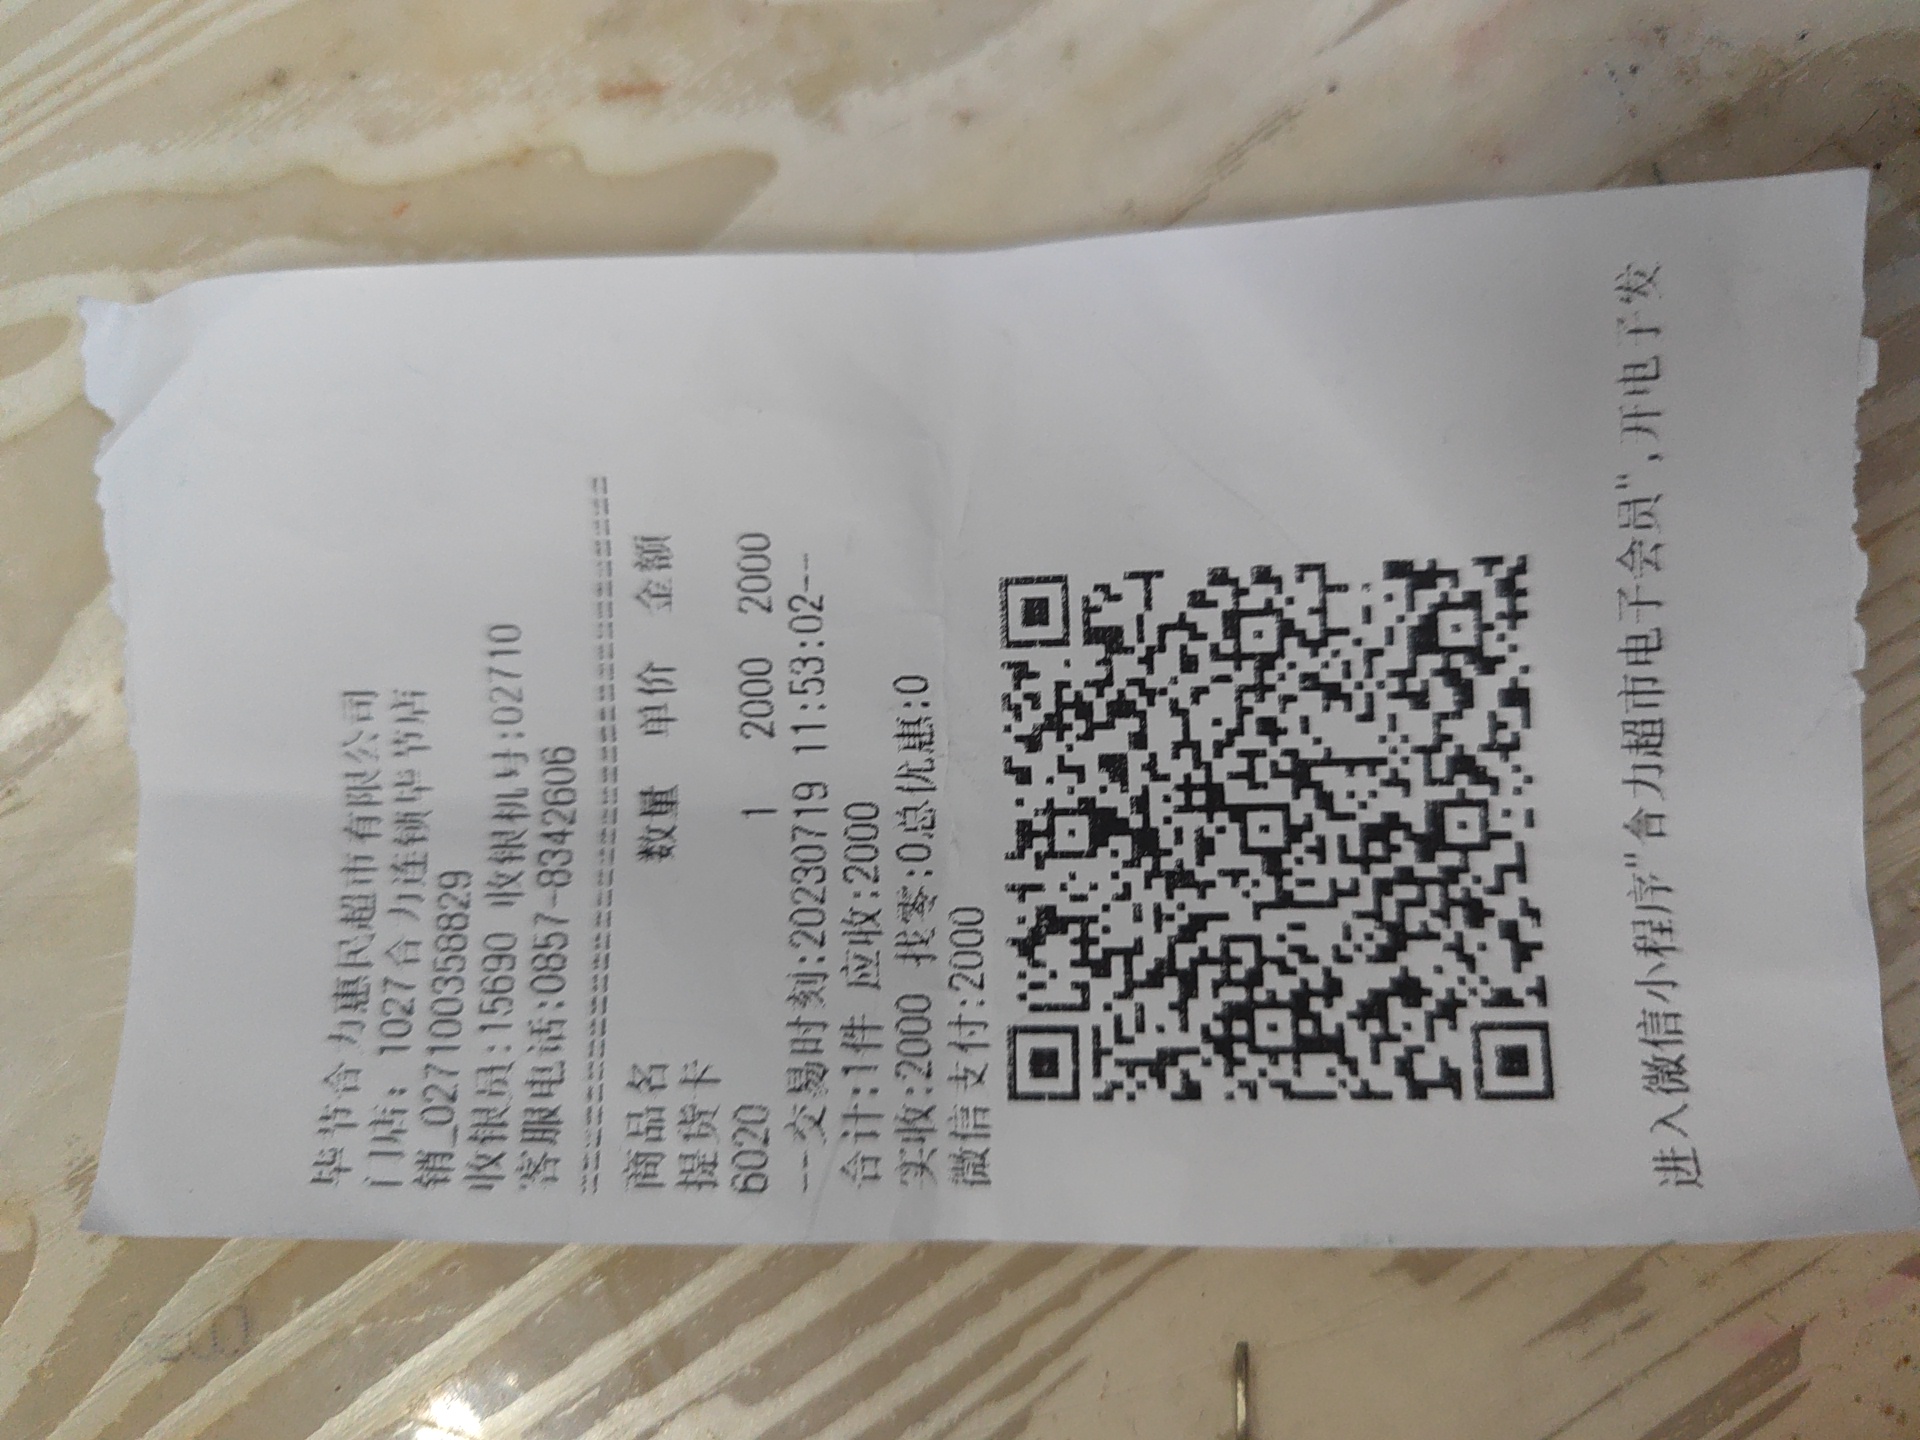 毕节合力惠民超市有限公司
门店: 1027合力连锁毕节店
销_0271003588829
收银员:15690 收银机号:02710
客服电话:0857-8342606
商品名 数量 单价 金额
提货卡
6020 1 2000 2000
---交易时刻:20230719 11:53:02--
合计:1件 应收:2000
实收:2000 找零:0总优惠:0
微信支付:2000
进入微信小程序"合力超市电子会员",开电子发